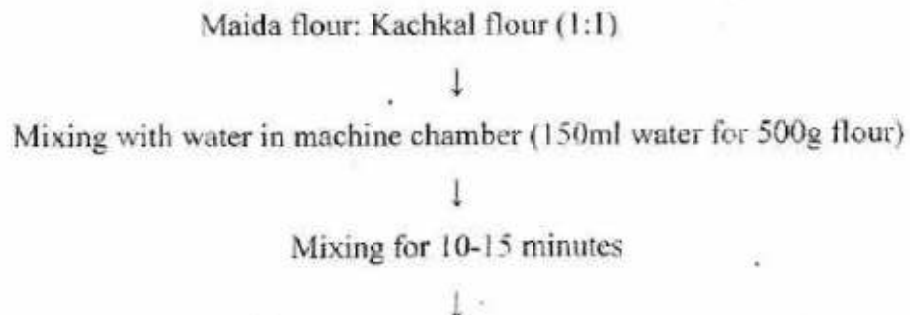 Maida flour: Kachkal flour (1:1)
↓
Mixing with water in machine chamber (150ml water for 500g flour)
↓
Mixing for 10-15 minutes
↓